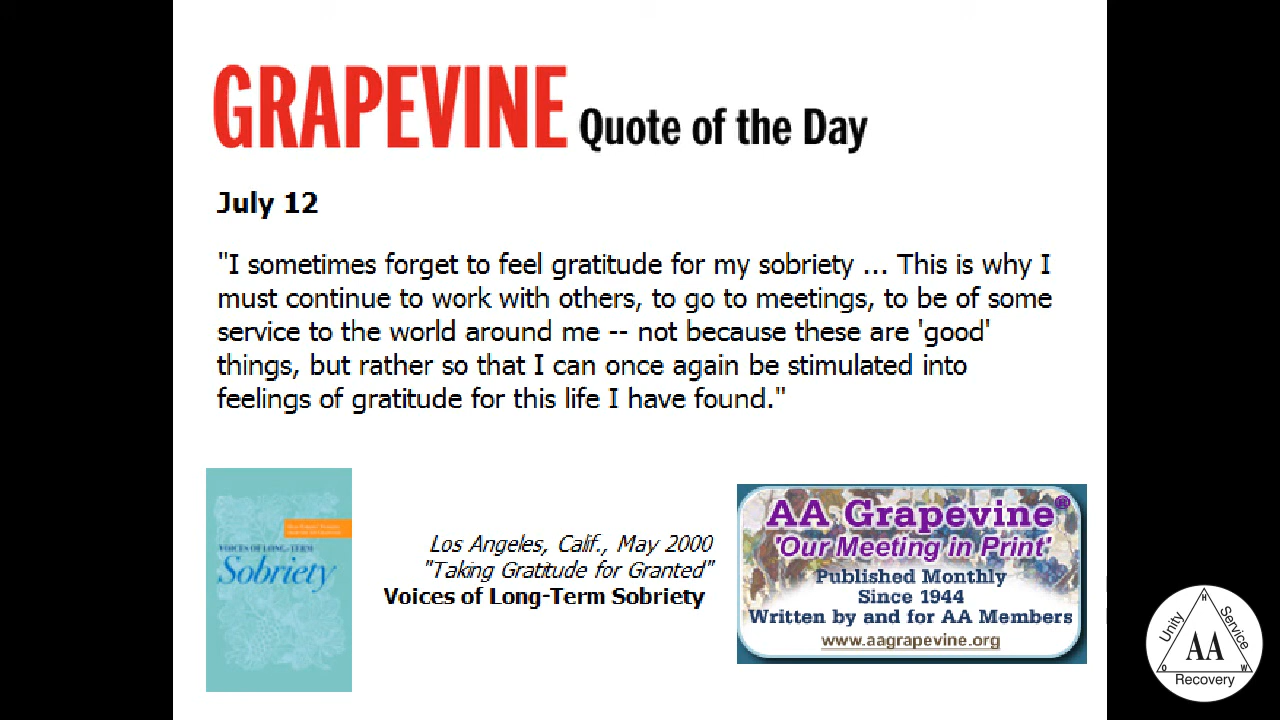 GRAPEVINE Quote of the Day
July 12
"I sometimes forget to feel gratitude for my sobriety ... This is why I
must continue to work with others, to go to meetings, to be of some
service to the world around me -- not because these are 'good'
things, but rather so that I can once again be stimulated into
feelings of gratitude for this life I have found."
VOICES OF LONG-TERM
Sobriety
Los Angeles, Calif., May 2000
"Taking Gratitude for Granted"
Voices of Long-Term Sobriety
AA Grapevine®
'Our Meeting in Print'
Published Monthly
Since 1944
Written by and for AA Members
www.aagrapevine.org
H
Unity
Service
AA
O
W
Recovery